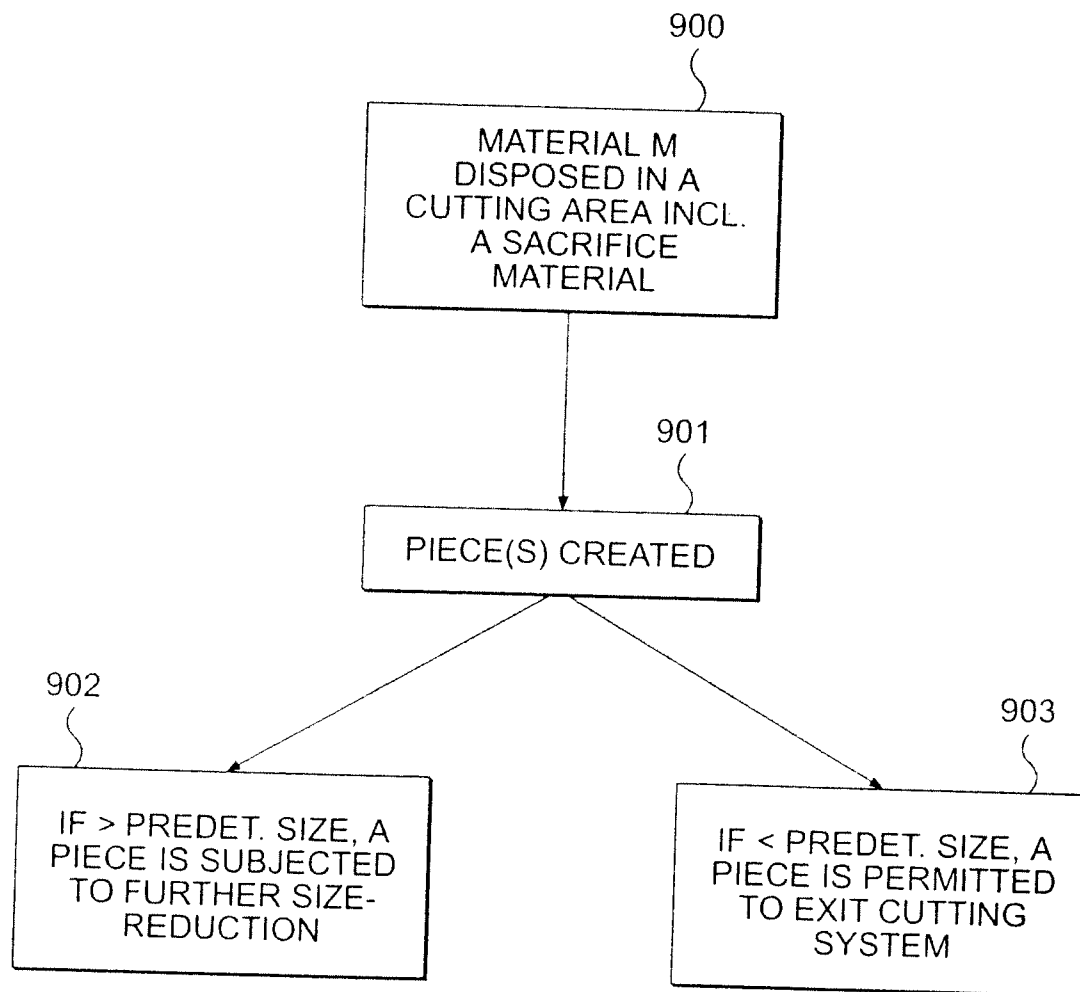 900
MATERIAL M
DISPOSED IN A
CUTTING AREA INCL.
A SACRIFICE
MATERIAL
901
PIECE(S) CREATED
902
IF > PREDET. SIZE, A
PIECE IS SUBJECTED
TO FURTHER SIZE-
REDUCTION
903
IF < PREDET. SIZE, A
PIECE IS PERMITTED
TO EXIT CUTTING
SYSTEM